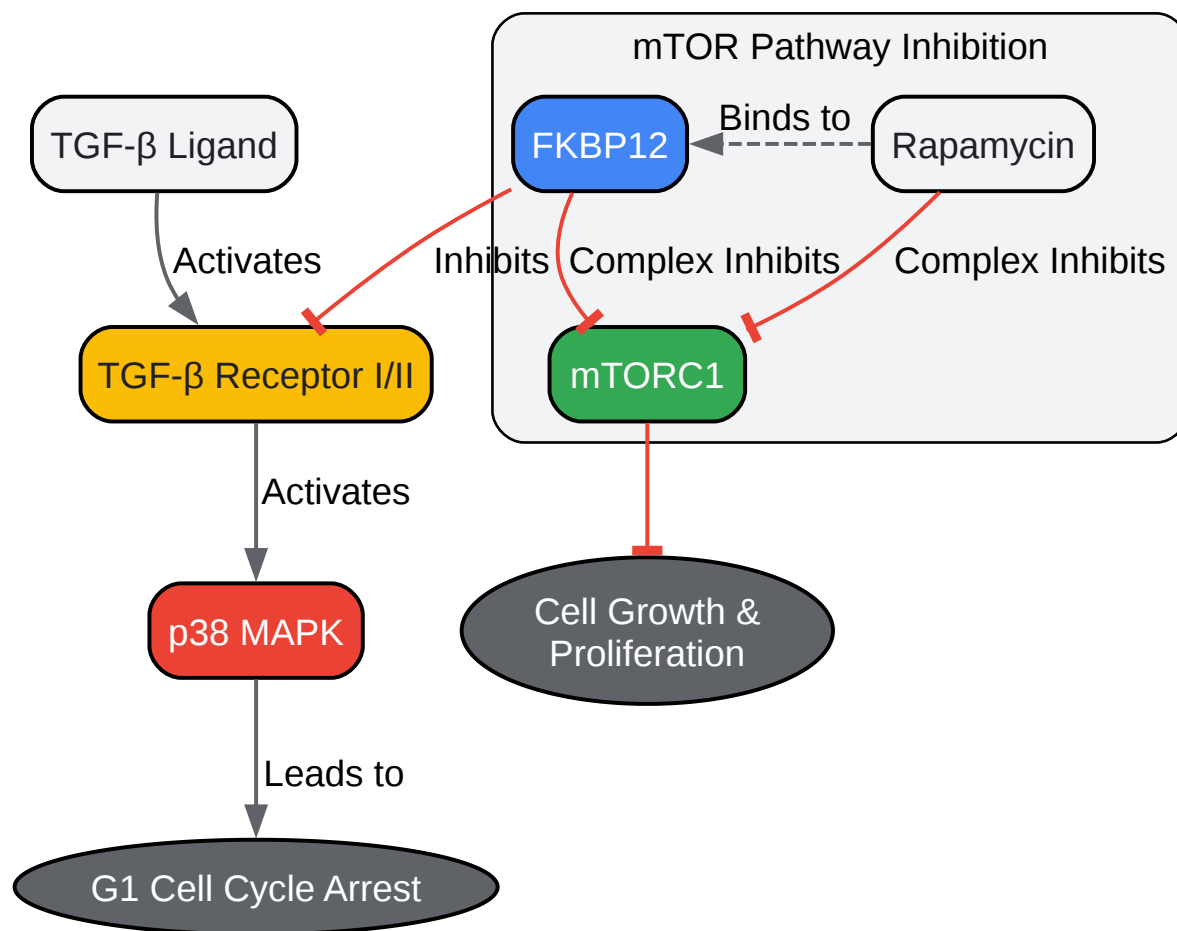 mTOR Pathway Inhibition
TGF-β Ligand
FKBP12
Binds to
Rapamycin
Activates
Inhibits
Complex Inhibits
Complex Inhibits
TGF-β Receptor I/II
mTORC1
Activates
p38 MAPK
Cell Growth &
Proliferation
Leads to
G1 Cell Cycle Arrest